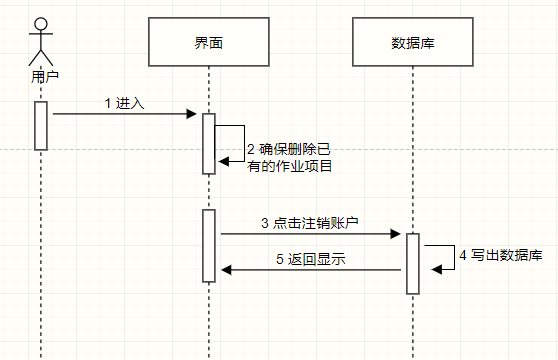 界面
数据库
用户
1 进入
2 确保删除已
有的作业项目
3 点击注销账户
4 写出数据库
5 返回显示